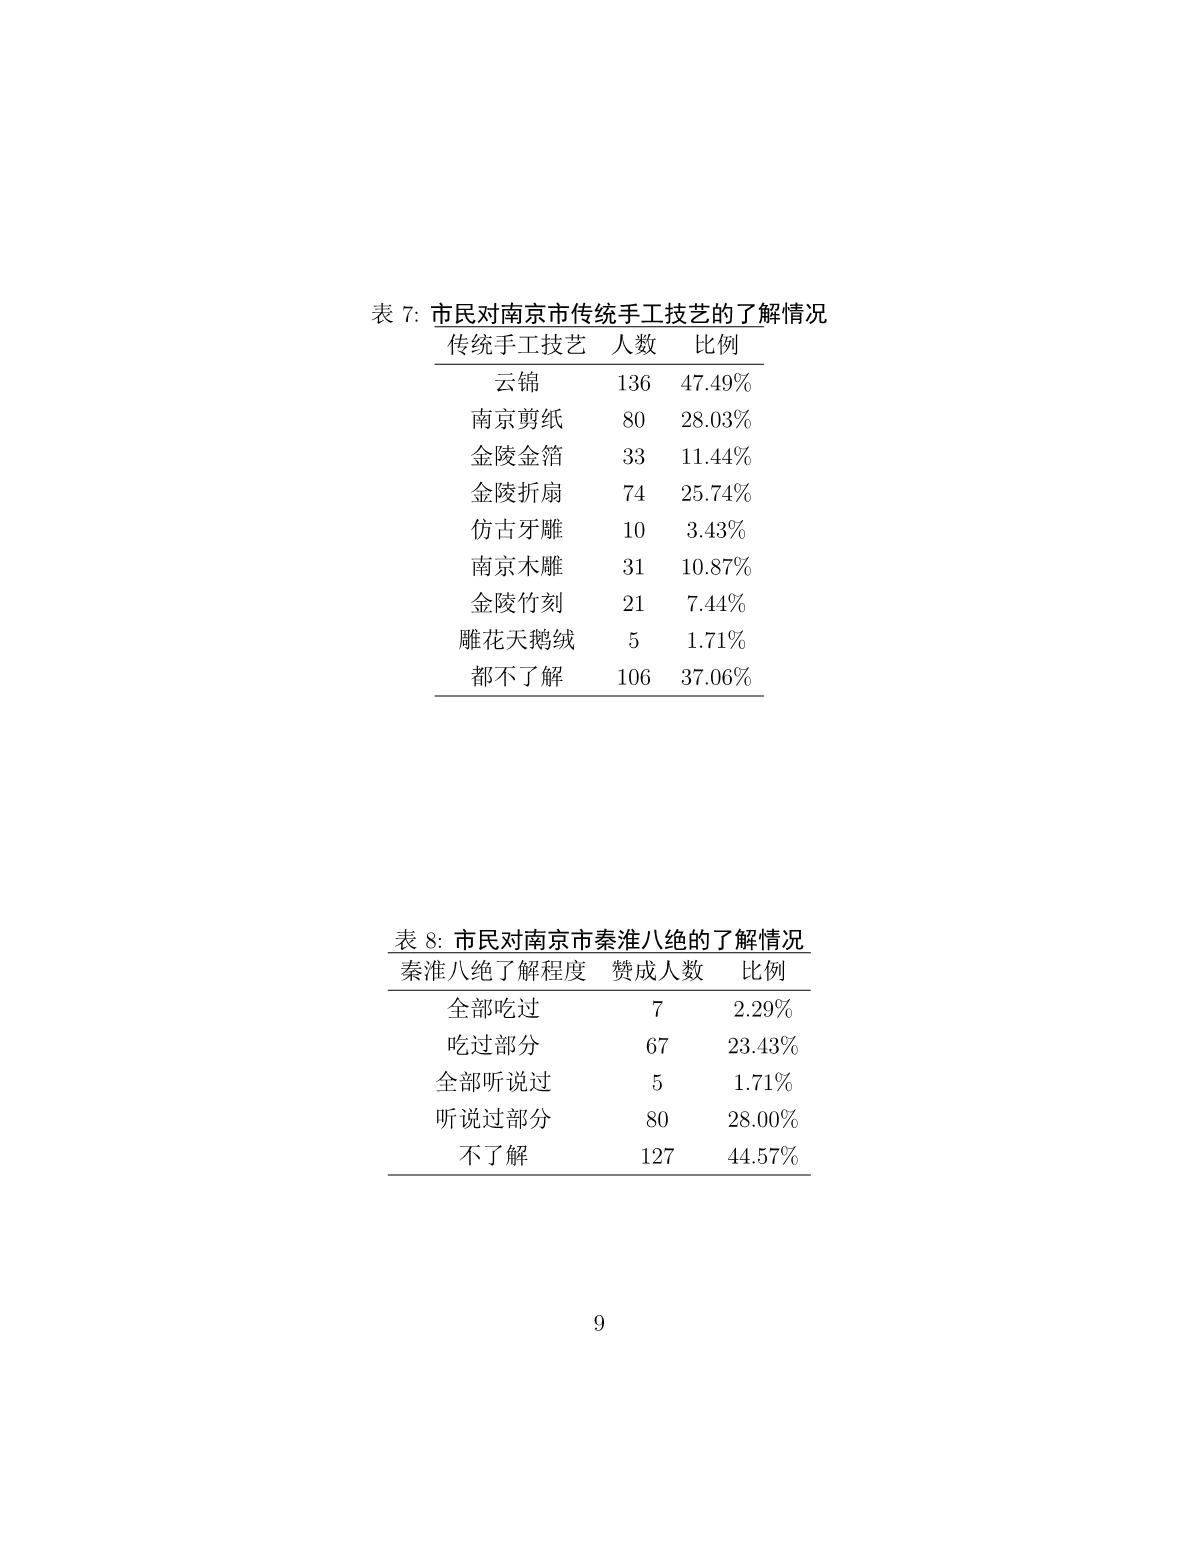 表 7: 市民对南京市传统手工技艺的了解情况
传统手工技艺 人数 比例
云锦 136 47.49%
南京剪纸 80 28.03%
金陵金箔 33 11.44%
金陵折扇 74 25.74%
仿古牙雕 10 3.43%
南京木雕 31 10.87%
金陵竹刻 21 7.44%
雕花天鹅绒 5 1.71%
都不了解 106 37.06%
表 8: 市民对南京市秦淮八绝的了解情况
秦淮八绝了解程度 赞成人数 比例
全部吃过 7 2.29%
吃过部分 67 23.43%
全部听说过 5 1.71%
听说过部分 80 28.00%
不了解 127 44.57%
9